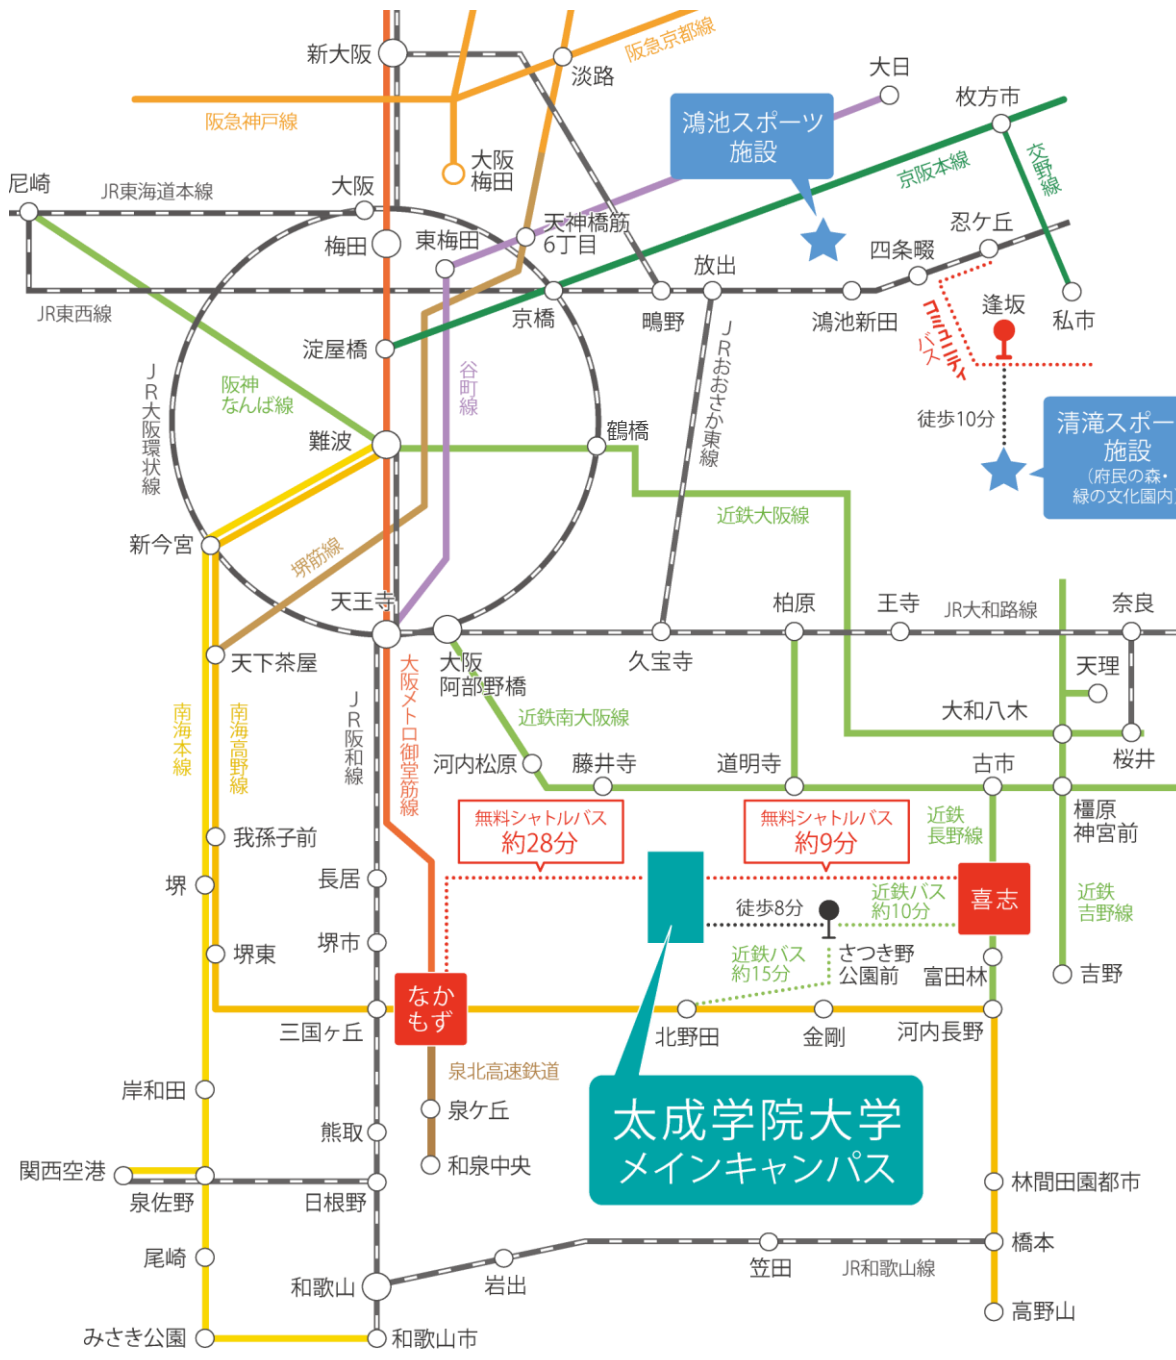 新大阪
淡路
阪急京都線
大日
枚方市
阪急神戸線
大阪
梅田
鴻池スポーツ
施設
京阪本線
交野線
尼崎
JR東海道本線
大阪
梅田
東梅田
天神橋筋
6丁目
放出
四条畷
忍ケ丘
JR東西線
京橋
鴫野
鴻池新田
逢坂
私市
コミュニティ
バス
淀屋橋
JRおおさか東線
谷町線
阪神
なんば線
JR大阪環状線
難波
鶴橋
徒歩10分
清滝スポー
施設
(府民の森・
緑の文化園内)
近鉄大阪線
新今宮
堺筋線
天王寺
柏原
王寺
JR大和路線
奈良
天下茶屋
大阪
阿部野橋
久宝寺
天理
大和八木
桜井
南海本線
南海高野線
JR阪和線
大阪メトロ御堂筋線
近鉄南大阪線
河内松原
藤井寺
道明寺
古市
橿原
神宮前
無料シャトルバス
約28分
無料シャトルバス
約9分
近鉄
長野線
我孫子前
堺
長居
徒歩8分
近鉄バス
約10分
喜志
近鉄
吉野線
堺市
堺東
近鉄バス
約15分
さつき野
公園前
富田林
吉野
なか
もず
三国ヶ丘
北野田
金剛
河内長野
泉北高速鉄道
岸和田
泉ケ丘
太成学院大学
メインキャンパス
熊取
和泉中央
関西空港
泉佐野
日根野
林間田園都市
尾崎
和歌山
岩出
笠田
JR和歌山線
橋本
高野山
みさき公園
和歌山市